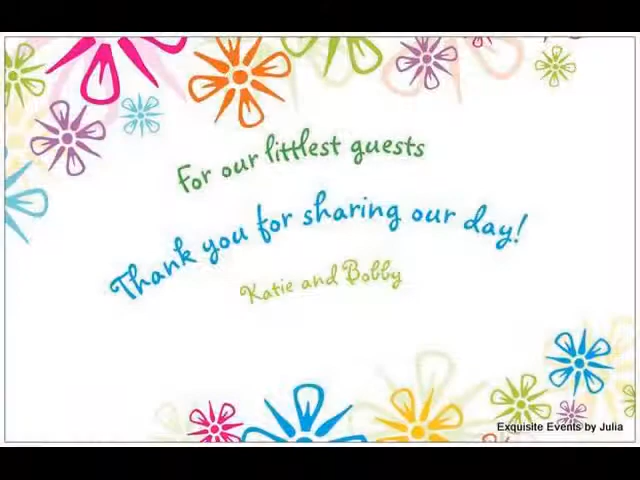 For our littlest guests
Thank you for sharing our day!
Katie and Bobby
Exquisite Events by Julia